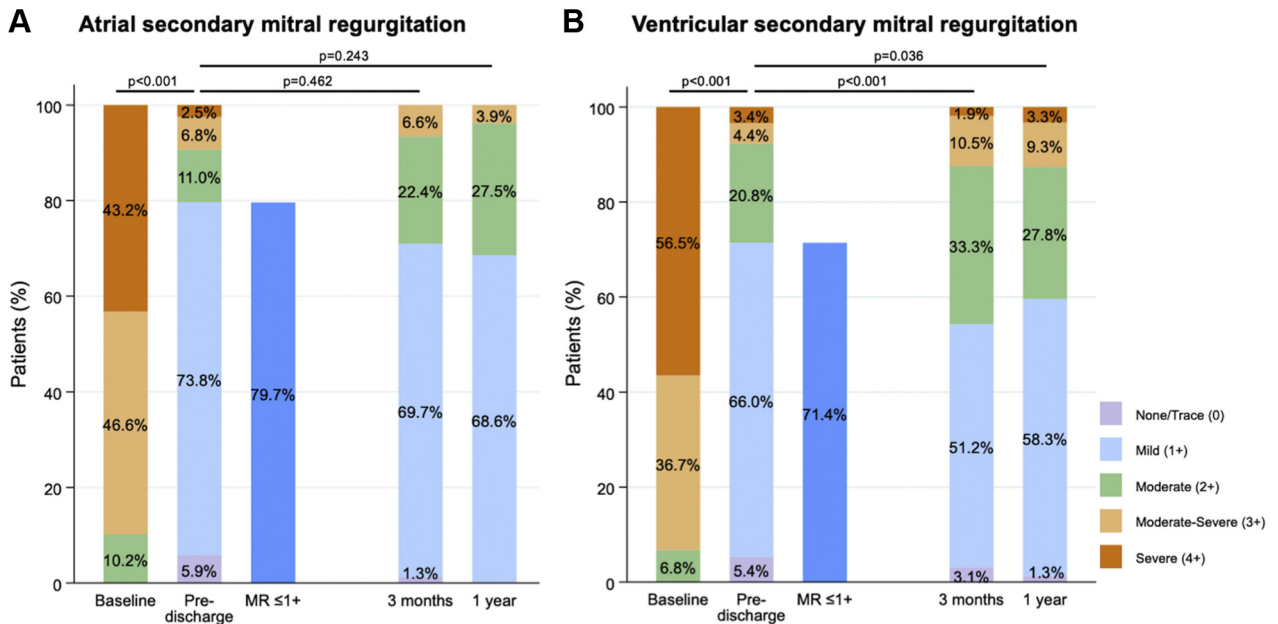 A Atrial secondary mitral regurgitation
p=0.243
p<0.001 p=0.462
Patients (%)
100
80
60
40
20
0
43.2%
46.6%
10.2%
2.5%
6.8%
11.0%
73.8%
5.9%
79.7%
6.6%
22.4%
69.7%
1.3%
3.9%
27.5%
68.6%
Baseline
Pre-
discharge
MR ≤1+
3 months
1 year
B Ventricular secondary mitral regurgitation
p=0.036
p<0.001 p<0.001
Patients (%)
100
80
60
40
20
0
56.5%
36.7%
6.8%
3.4%
4.4%
20.8%
66.0%
5.4%
71.4%
1.9%
10.5%
33.3%
51.2%
3.1%
3.3%
9.3%
27.8%
58.3%
1.3%
Baseline
Pre-
discharge
MR ≤1+
3 months
1 year
None/Trace (0)
Mild (1+)
Moderate (2+)
Moderate-Severe (3+)
Severe (4+)